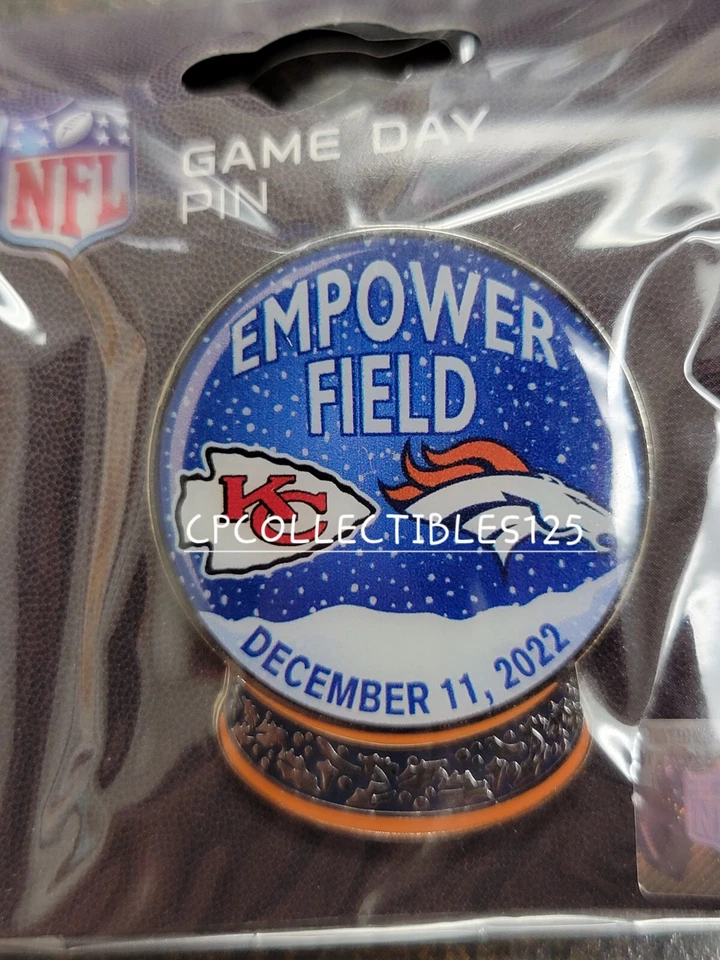 GAME DAY
PIN
NFL
EMPOWER
FIELD
KC
CPCOLLECTIBLES125
DECEMBER 11, 2022